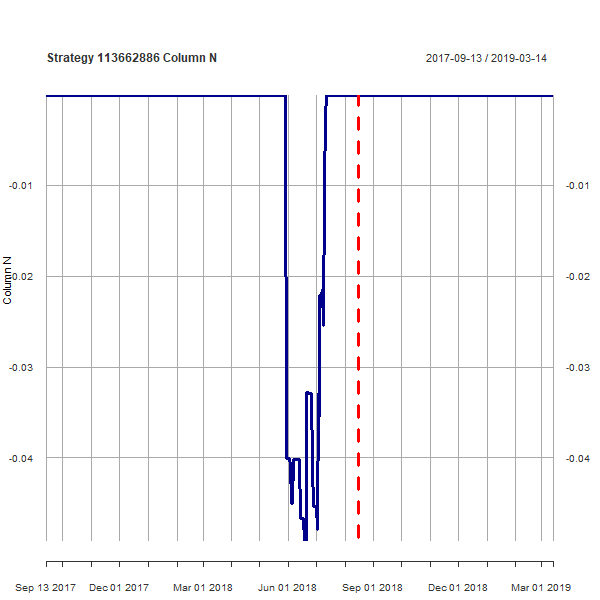 Strategy 113662886 Column N
2017-09-13 / 2019-03-14
-0.01 -0.01
-0.02 -0.02
Column N
-0.03 -0.03
-0.04 -0.04
Sep 13 2017 Dec 01 2017 Mar 01 2018 Jun 01 2018 Sep 01 2018 Dec 01 2018 Mar 01 2019